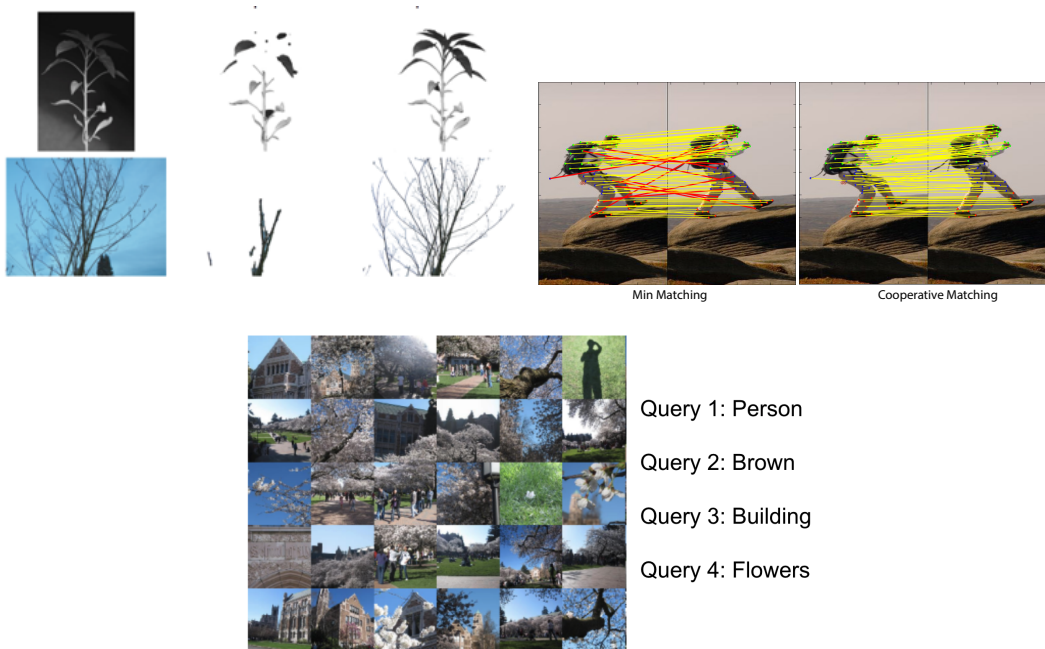 Min Matching
Cooperative Matching
Query 1: Person
Query 2: Brown
Query 3: Building
Query 4: Flowers